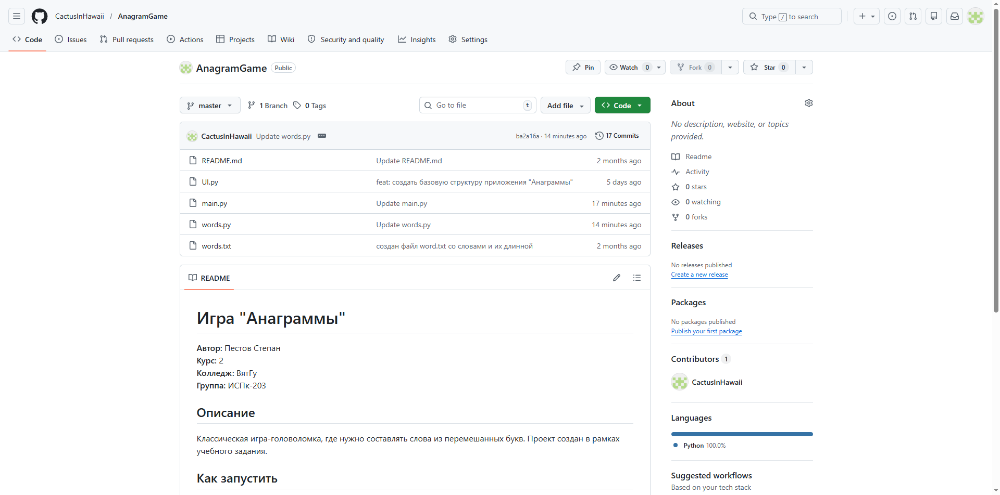 CactusInHawaii / AnagramGame
Type / to search
Code Issues Pull requests Actions Projects Wiki Security and quality Insights Settings
AnagramGame Public
Pin Watch 0 Fork 0 Star 0
master 1 Branch 0 Tags Go to file t Add file Code
CactusInHawaii Update words.py ba2a16a · 14 minutes ago 17 Commits
README.md Update README.md 2 months ago
UI.py feat: создать базовую структуру приложения "Анаграммы" 5 days ago
main.py Update main.py 17 minutes ago
words.py Update words.py 14 minutes ago
words.txt создан файл word.txt со словами и их длинной 2 months ago
README
Игра "Анаграммы"
Автор: Пестов Степан
Курс: 2
Колледж: ВятГу
Группа: ИСПк-203
Описание
Классическая игра-головоломка, где нужно составлять слова из перемешанных букв. Проект создан в рамках
учебного задания.
Как запустить
About
No description, website, or topics
provided.
Readme
Activity
0 stars
0 watching
0 forks
Releases
No releases published
Create a new release
Packages
No packages published
Publish your first package
Contributors 1
CactusInHawaii
Languages
Python 100.0%
Suggested workflows
Based on your tech stack